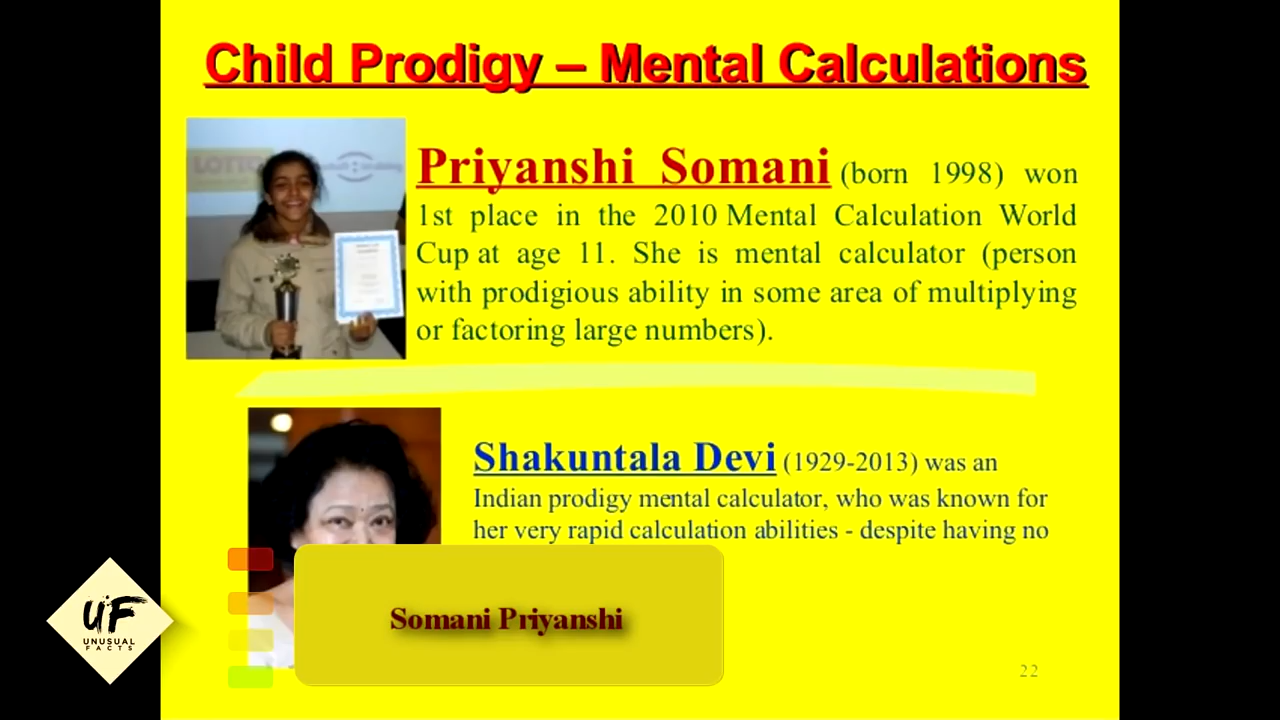 Child Prodigy – Mental Calculations
LOTTO
Priyanshi Somani (born 1998) won
1st place in the 2010 Mental Calculation World
Cup at age 11. She is mental calculator (person
with prodigious ability in some area of multiplying
or factoring large numbers).
Shakuntala Devi (1929-2013) was an
Indian prodigy mental calculator, who was known for
her very rapid calculation abilities - despite having no
Somani Priyanshi
UF
UNUSUAL
FACTS
22